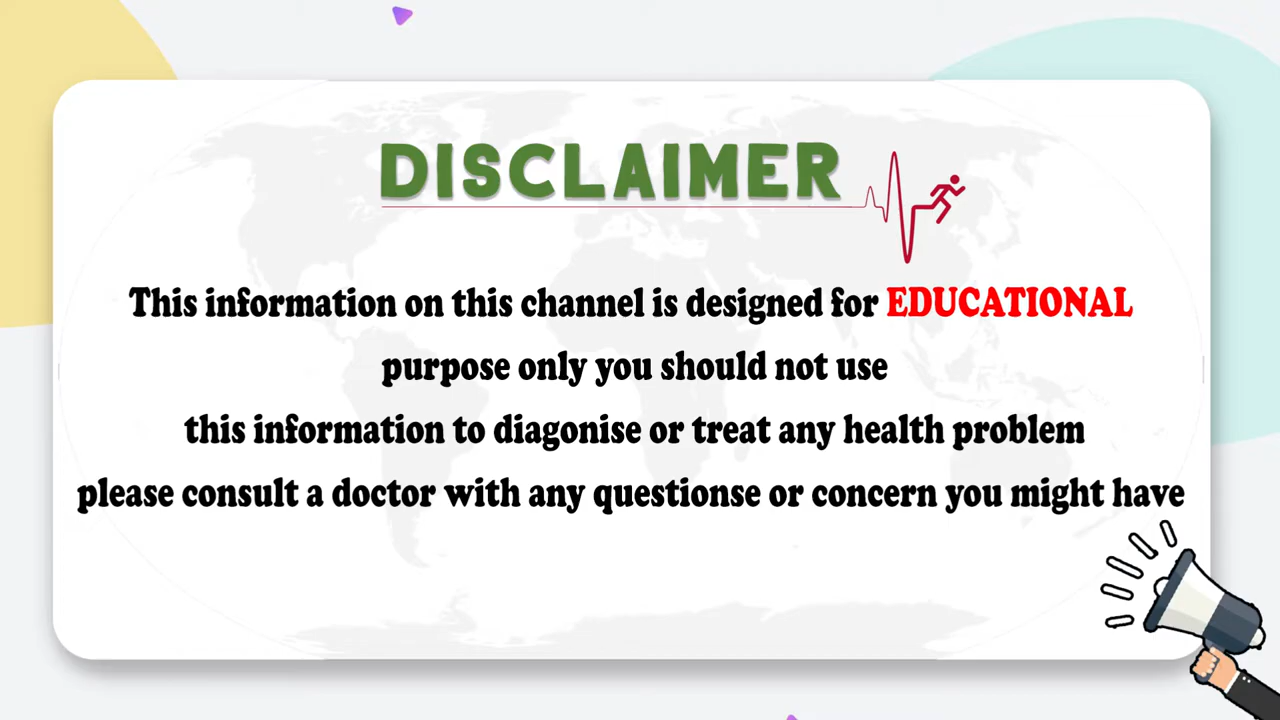 DISCLAIMER
This information on this channel is designed for EDUCATIONAL
purpose only you should not use
this information to diagonise or treat any health problem
please consult a doctor with any questionse or concern you might have